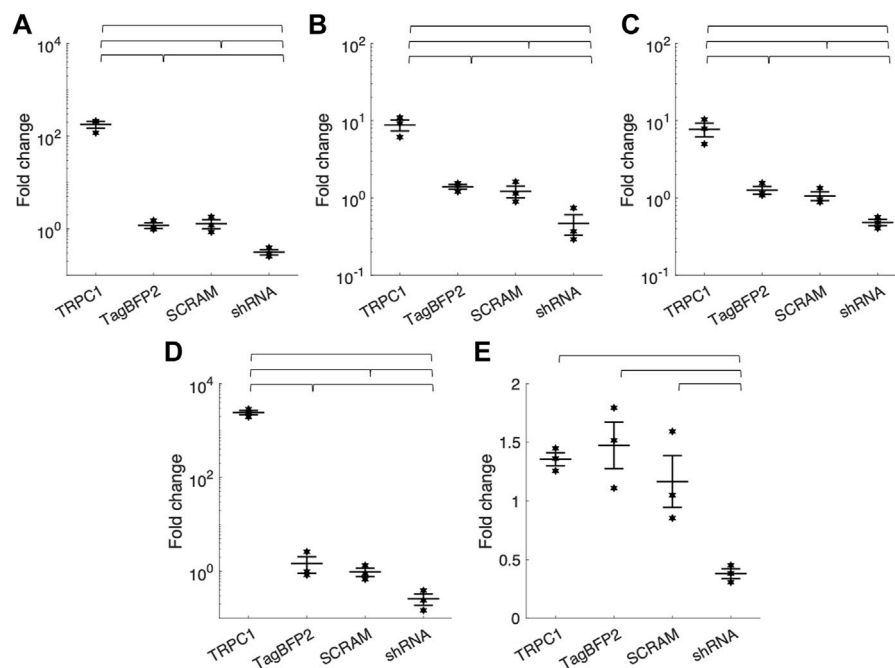 A
Fold change
10^4
10^2
10^0
TRPC1
TagBFP2
SCRAM
shRNA
B
Fold change
10^2
10^1
10^0
10^-1
TRPC1
TagBFP2
SCRAM
shRNA
C
Fold change
10^2
10^1
10^0
10^-1
TRPC1
TagBFP2
SCRAM
shRNA
D
Fold change
10^4
10^2
10^0
TRPC1
TagBFP2
SCRAM
shRNA
E
Fold change
2
1.5
1
0.5
0
TRPC1
TagBFP2
SCRAM
shRNA